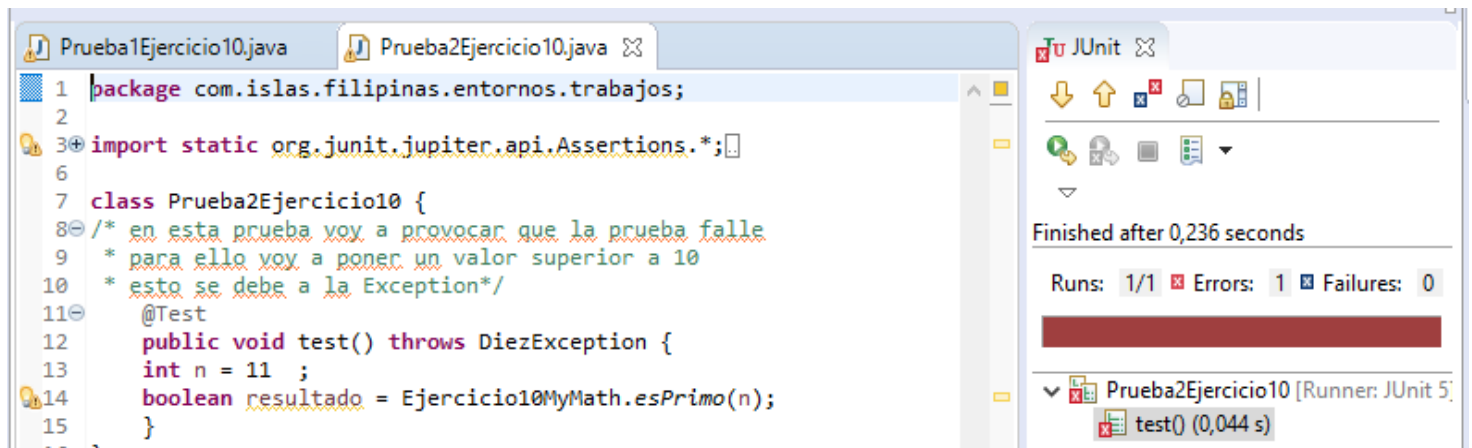 Prueba1Ejercicio10.java
Prueba2Ejercicio10.java
1 package com.islas.filipinas.entornos.trabajos;
2
3 import static org.junit.jupiter.api.Assertions.*;
6
7 class Prueba2Ejercicio10 {
8 /* en esta prueba voy a provocar que la prueba falle
9 * para ello voy a poner un valor superior a 10
10 * esto se debe a la Exception*/
11 @Test
12 public void test() throws DiezException {
13 int n = 11 ;
14 boolean resultado = Ejercicio10MyMath.esPrimo(n);
15 }
JUnit
Finished after 0,236 seconds
Runs: 1/1 Errors: 1 Failures: 0
Prueba2Ejercicio10 [Runner: JUnit 5]
test() (0,044 s)